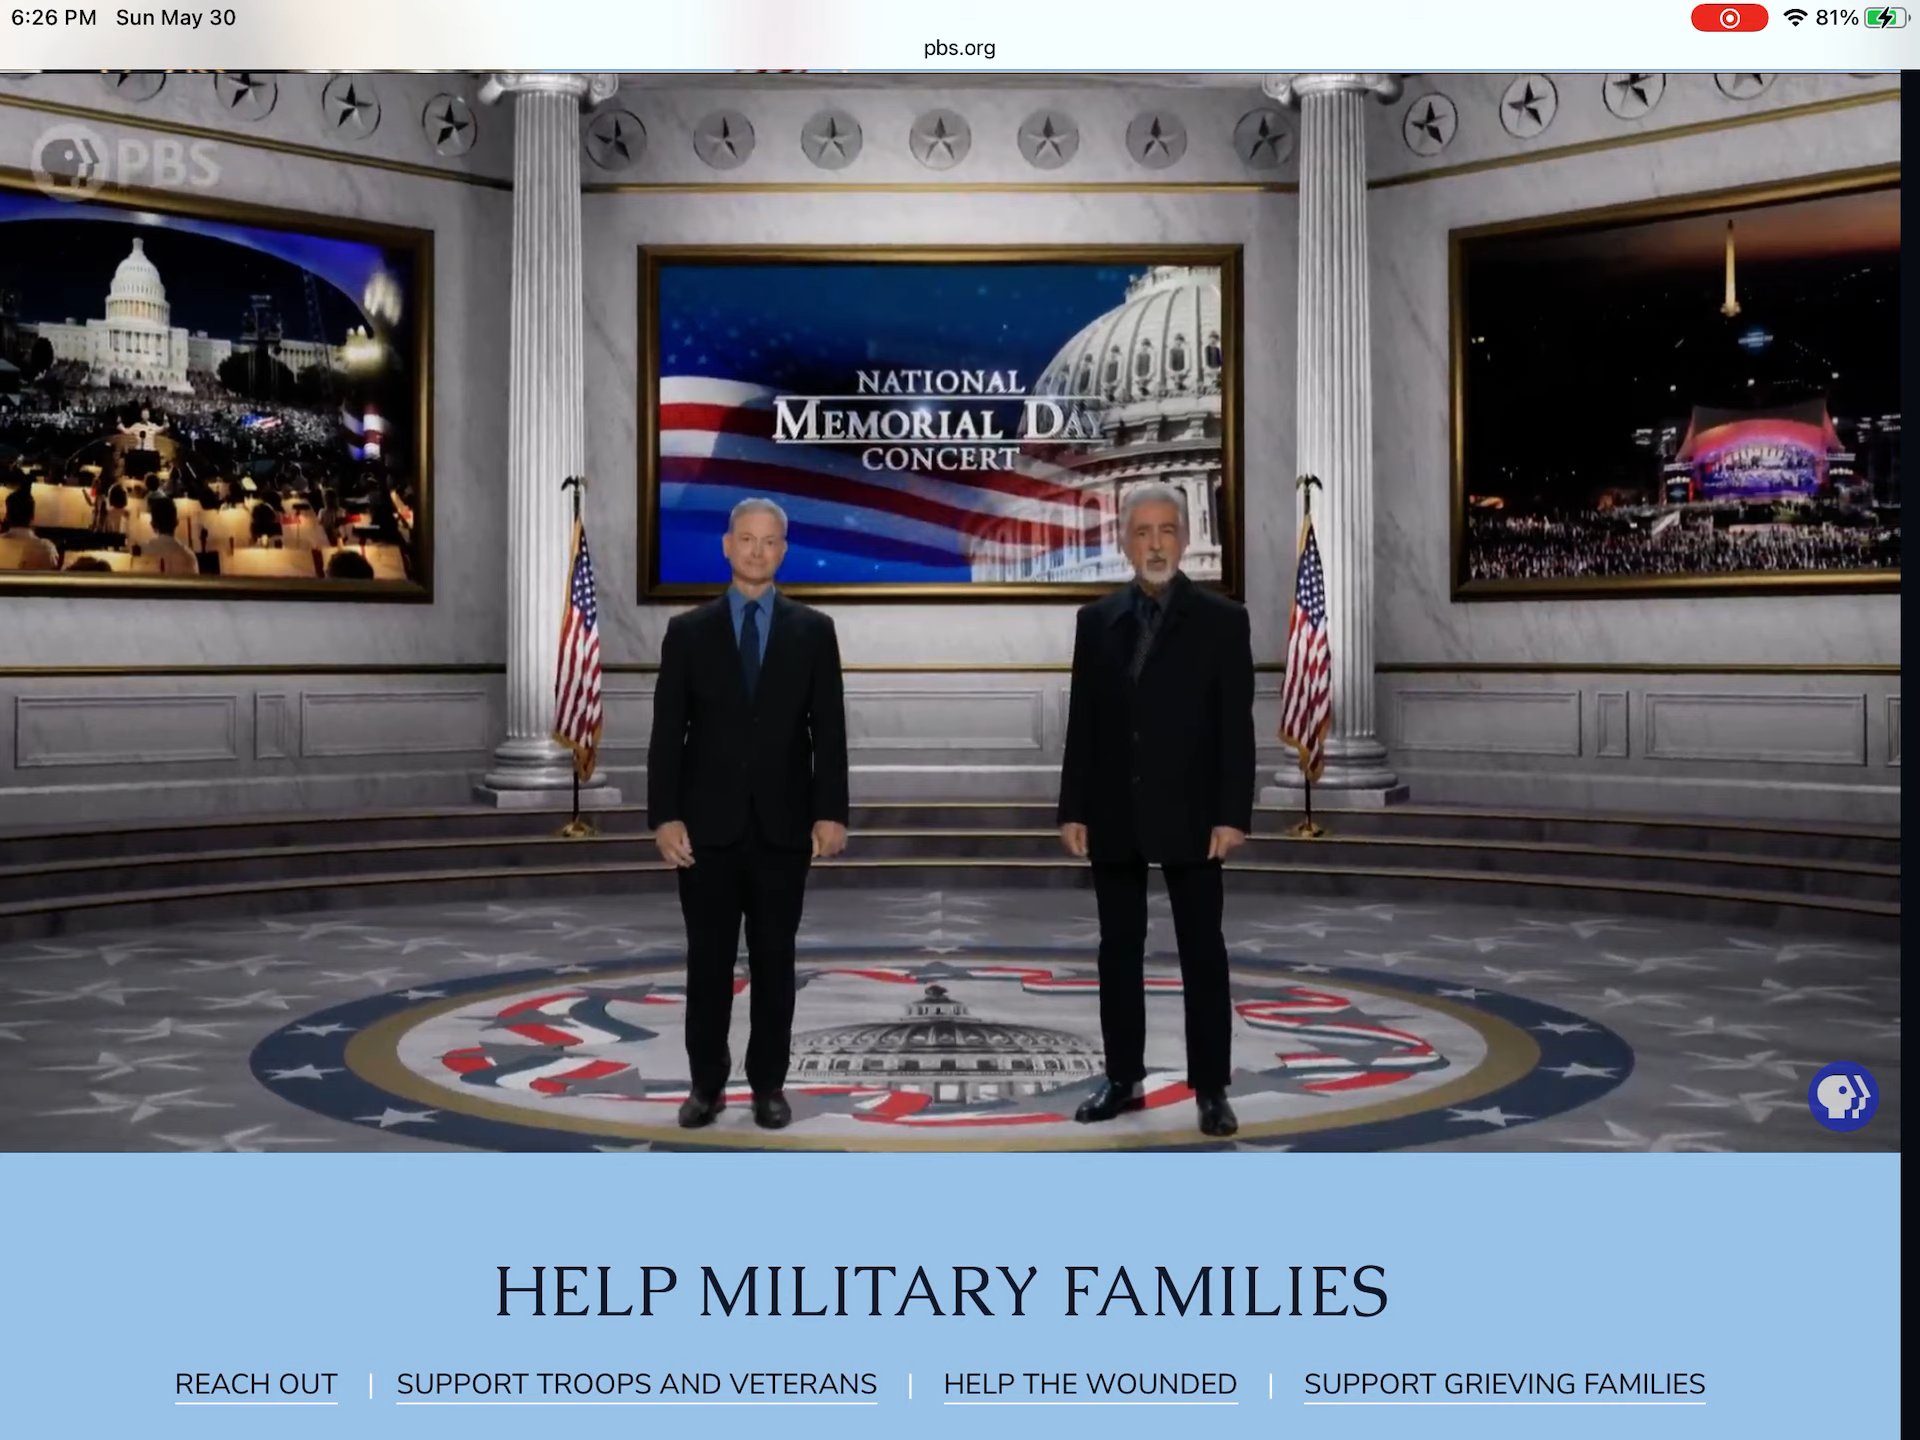 6:26 PM Sun May 30
81%
pbs.org
PBS
NATIONAL
MEMORIAL DAY
CONCERT
HELP MILITARY FAMILIES
REACH OUT | SUPPORT TROOPS AND VETERANS | HELP THE WOUNDED | SUPPORT GRIEVING FAMILIES